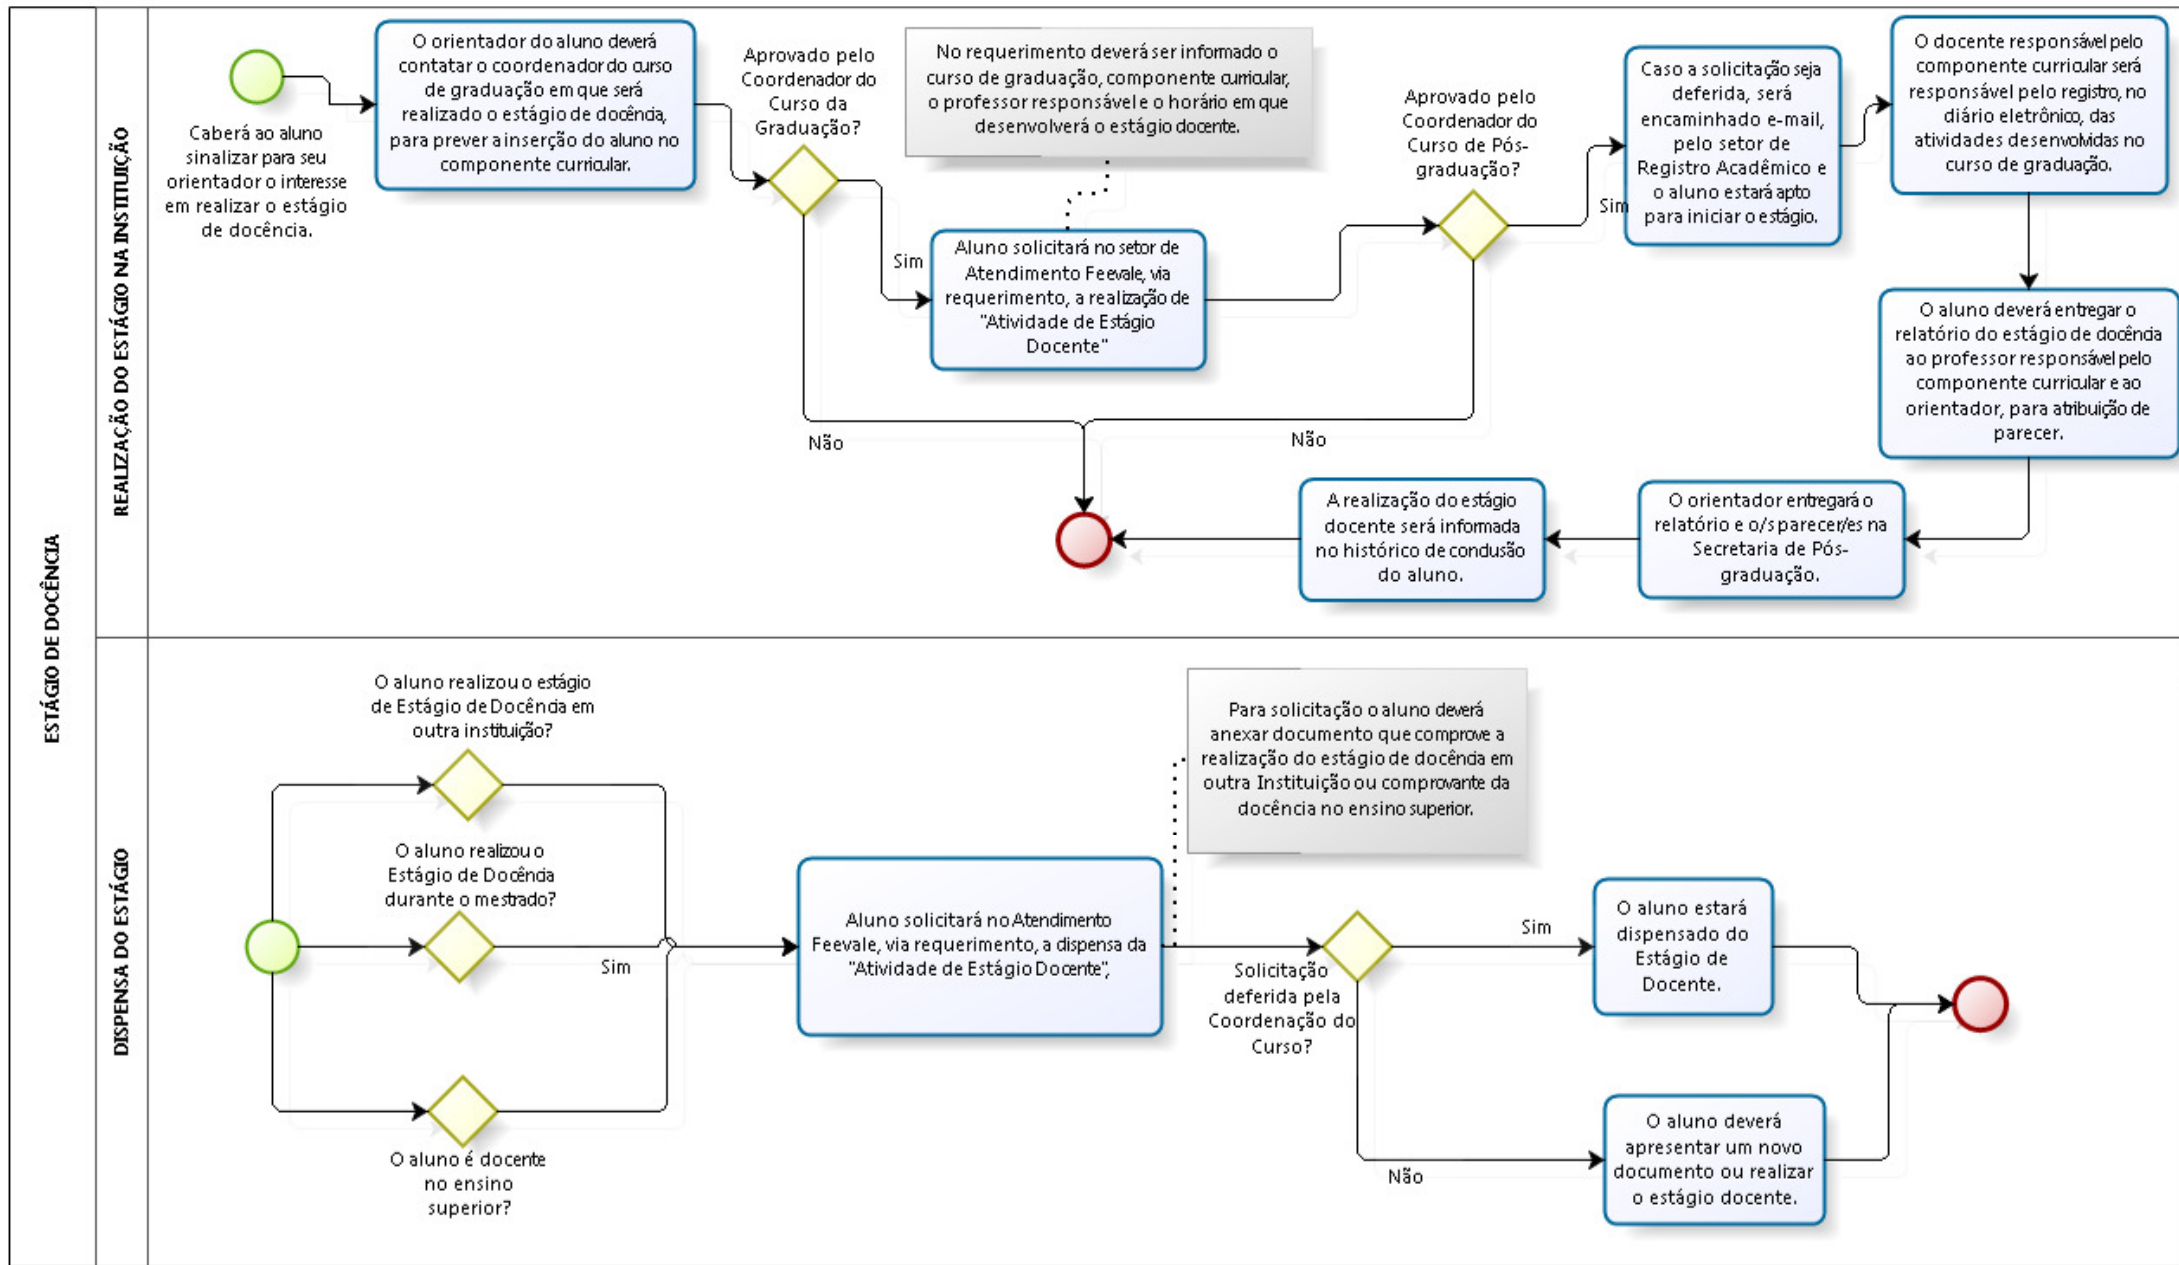 ESTÁGIO DE DOCÊNCIA
REALIZAÇÃO DO ESTÁGIO NA INSTITUIÇÃO
Caberá ao aluno
sinalizar para seu
orientador o interesse
em realizar o estágio
de docência.
O orientador do aluno deverá
contatar o coordenador do curso
de graduação em que será
realizado o estágio de docência,
para prever a inserção do aluno no
componente curricular.
Aprovado pelo
Coordenador do
Curso da
Graduação?
Sim
Não
No requerimento deverá ser informado o
curso de graduação, componente curricular,
o professor responsável e o horário em que
desenvolverá o estágio docente.
Aluno solicitará no setor de
Atendimento Feevale, via
requerimento, a realização de
"Atividade de Estágio
Docente"
Aprovado pelo
Coordenador do
Curso de Pós-
graduação?
Sim
Não
Caso a solicitação seja
deferida, será
encaminhado e-mail,
pelo setor de
Registro Acadêmico e
o aluno estará apto
para iniciar o estágio.
O docente responsável pelo
componente curricular será
responsável pelo registro, no
diário eletrônico, das
atividades desenvolvidas no
curso de graduação.
O aluno deverá entregar o
relatório do estágio de docência
ao professor responsável pelo
componente curricular e ao
orientador, para atribuição de
parecer.
O orientador entregará o
relatório e o/s parecer/es na
Secretaria de Pós-
graduação.
A realização do estágio
docente será informada
no histórico de conclusão
do aluno.
DISPENSA DO ESTÁGIO
O aluno realizou o estágio
de Estágio de Docência em
outra instituição?
O aluno realizou o
Estágio de Docência
durante o mestrado?
Sim
O aluno é docente
no ensino
superior?
Aluno solicitará no Atendimento
Feevale, via requerimento, a dispensa da
"Atividade de Estágio Docente",
Para solicitação o aluno deverá
anexar documento que comprove a
realização do estágio de docência em
outra Instituição ou comprovante da
docência no ensino superior.
Solicitação
deferida pela
Coordenação do
Curso?
Sim
Não
O aluno estará
dispensado do
Estágio de
Docente.
O aluno deverá
apresentar um novo
documento ou realizar
o estágio docente.